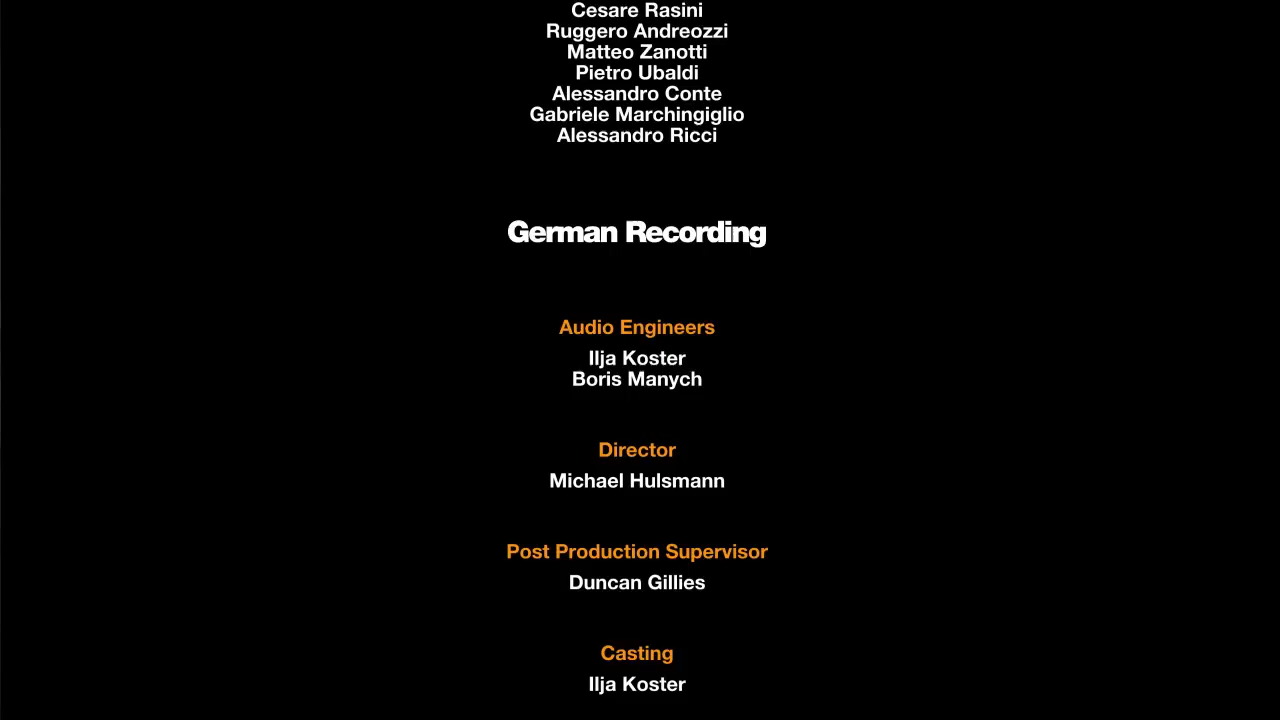 Cesare Rasini
Ruggero Andreozzi
Matteo Zanotti
Pietro Ubaldi
Alessandro Conte
Gabriele Marchingiglio
Alessandro Ricci
German Recording
Audio Engineers
Ilja Koster
Boris Manych
Director
Michael Hulsmann
Post Production Supervisor
Duncan Gillies
Casting
Ilja Koster